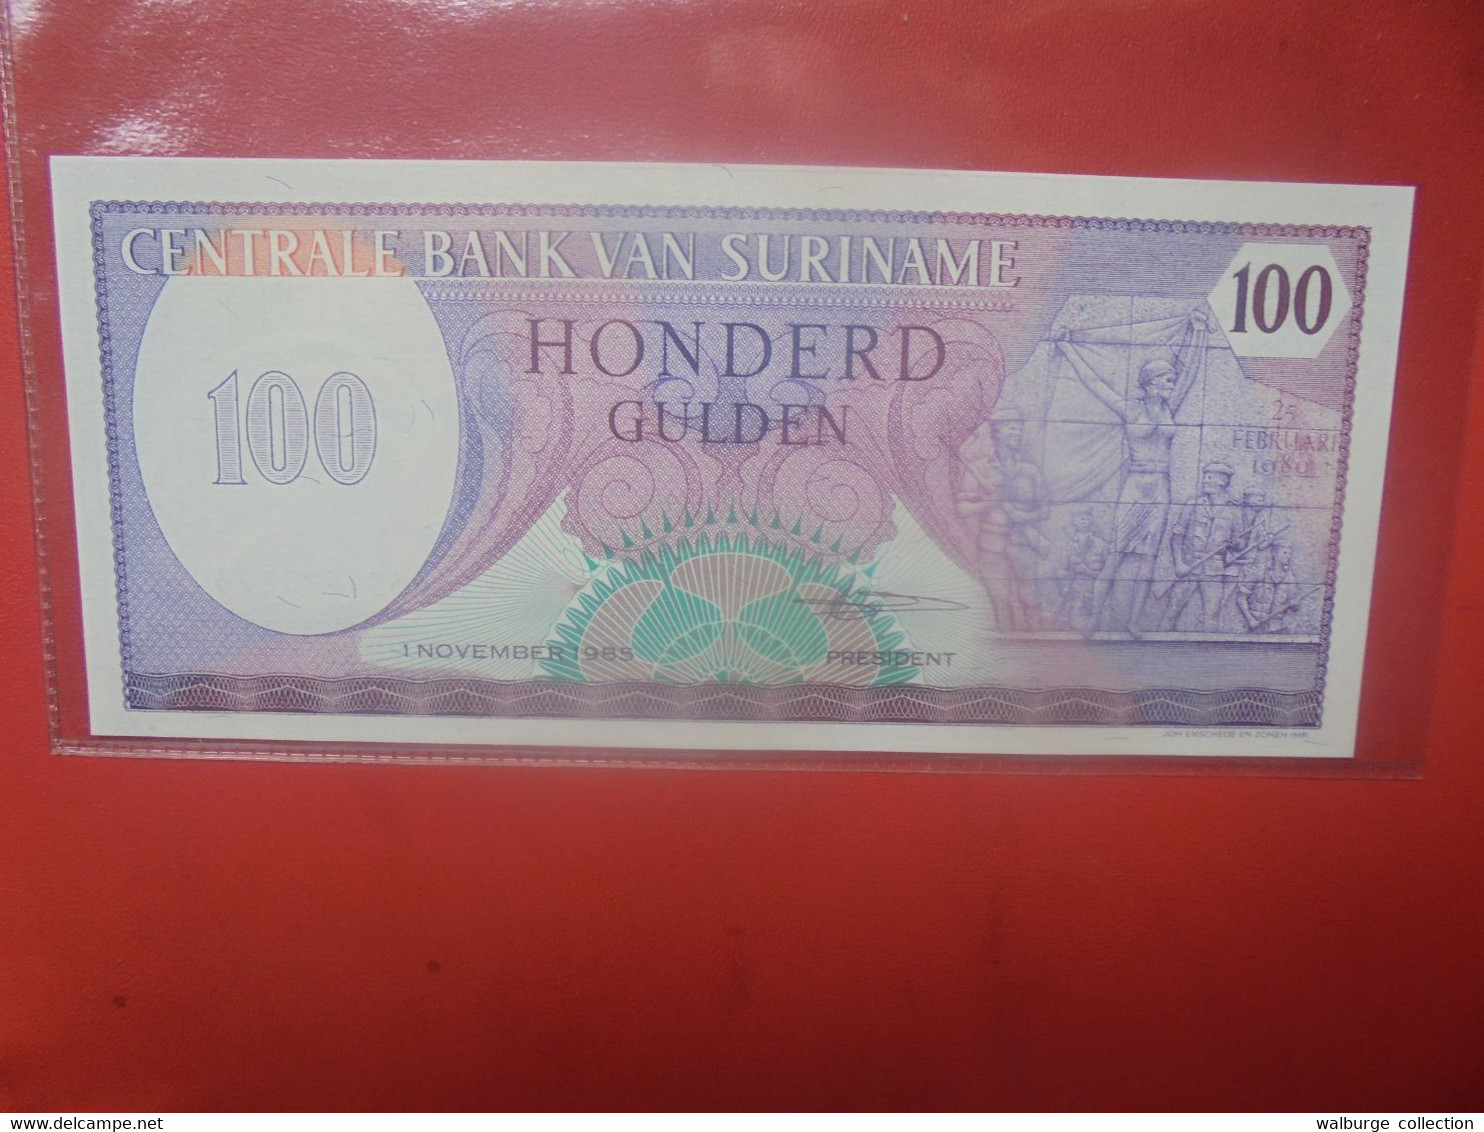 CENTRALE BANK VAN SURINAME
100
HONDERD
100
GULDEN
25
FEBRUARI
1980
1 NOVEMBER 1985
PRESIDENT
JOH. ENSCHEDE EN ZONEN IMP.
www.delcampe.net
walburge collection